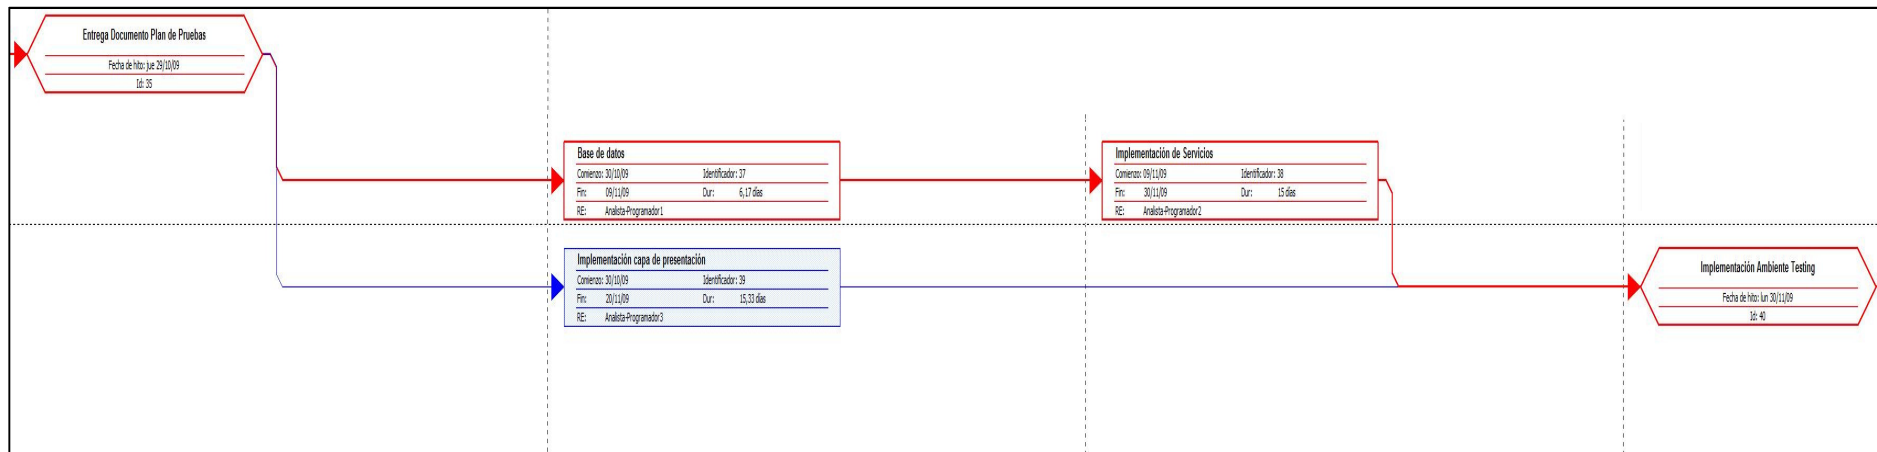 Entrega Documento Plan de Pruebas
Fecha de hito: jue 29/10/09
Id: 35
Base de datos
Comienzo: 30/10/09 Identificador: 37
Fin: 09/11/09 Dur: 6,17 días
RE: Analista-Programador1
Implementación de Servicios
Comienzo: 09/11/09 Identificador: 38
Fin: 30/11/09 Dur: 15 días
RE: Analista-Programador2
Implementación capa de presentación
Comienzo: 30/10/09 Identificador: 39
Fin: 20/11/09 Dur: 15,33 días
RE: Analista-Programador3
Implementación Ambiente Testing
Fecha de hito: lun 30/11/09
Id: 40